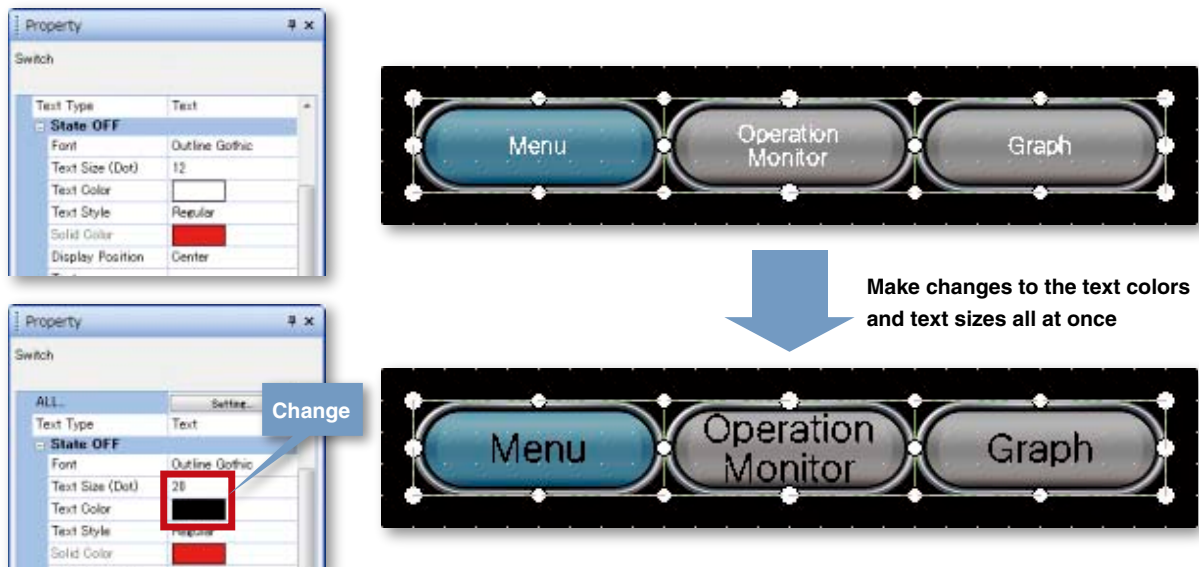 Property
Switch
Text Type Text
State OFF
Font Outline Gothic
Text Size (Dot) 12
Text Color
Text Style Regular
Solid Color
Display Position Center
Menu
Operation
Monitor
Graph
Make changes to the text colors
and text sizes all at once
Property
Switch
ALL... Setting...
Change
Text Type Text
State OFF
Font Outline Gothic
Text Size (Dot) 20
Text Color
Text Style Regular
Solid Color
Menu
Operation
Monitor
Graph